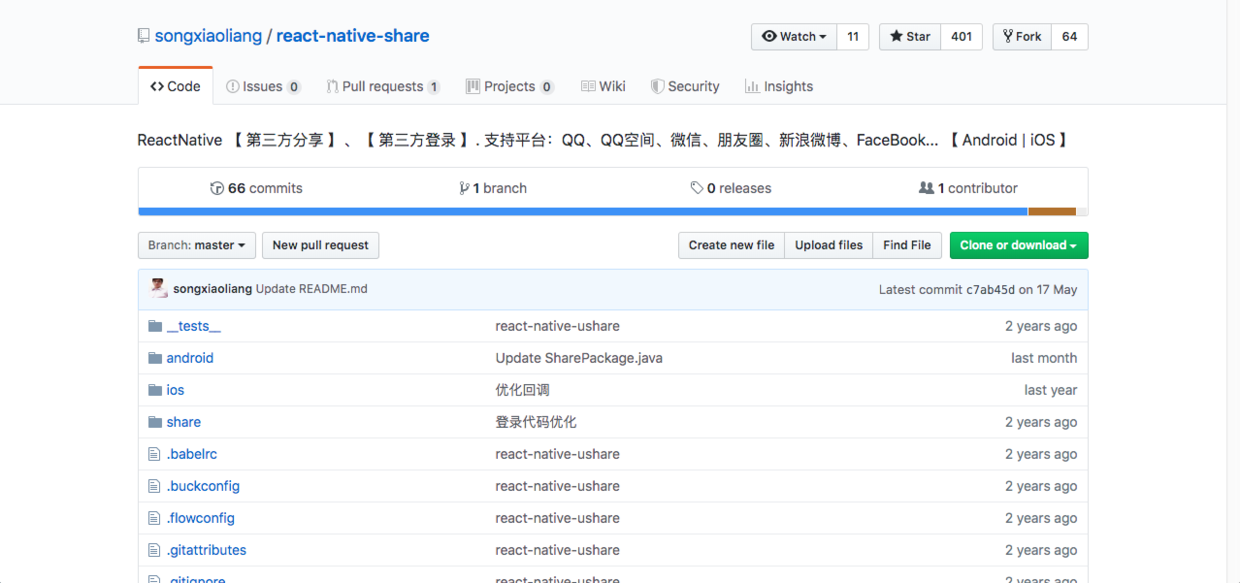 songxiaoliang / react-native-share
Watch 11 Star 401 Fork 64
Code Issues 0 Pull requests 1 Projects 0 Wiki Security Insights
ReactNative 【 第三方分享 】、【 第三方登录 】. 支持平台：QQ、QQ空间、微信、朋友圈、新浪微博、FaceBook... 【 Android | iOS 】
66 commits 1 branch 0 releases 1 contributor
Branch: master New pull request Create new file Upload files Find File Clone or download
songxiaoliang Update README.md Latest commit c7ab45d on 17 May
__tests__ react-native-ushare 2 years ago
android Update SharePackage.java last month
ios 优化回调 last year
share 登录代码优化 2 years ago
.babelrc react-native-ushare 2 years ago
.buckconfig react-native-ushare 2 years ago
.flowconfig react-native-ushare 2 years ago
.gitattributes react-native-ushare 2 years ago
.gitignore react-native-ushare 2 years ago